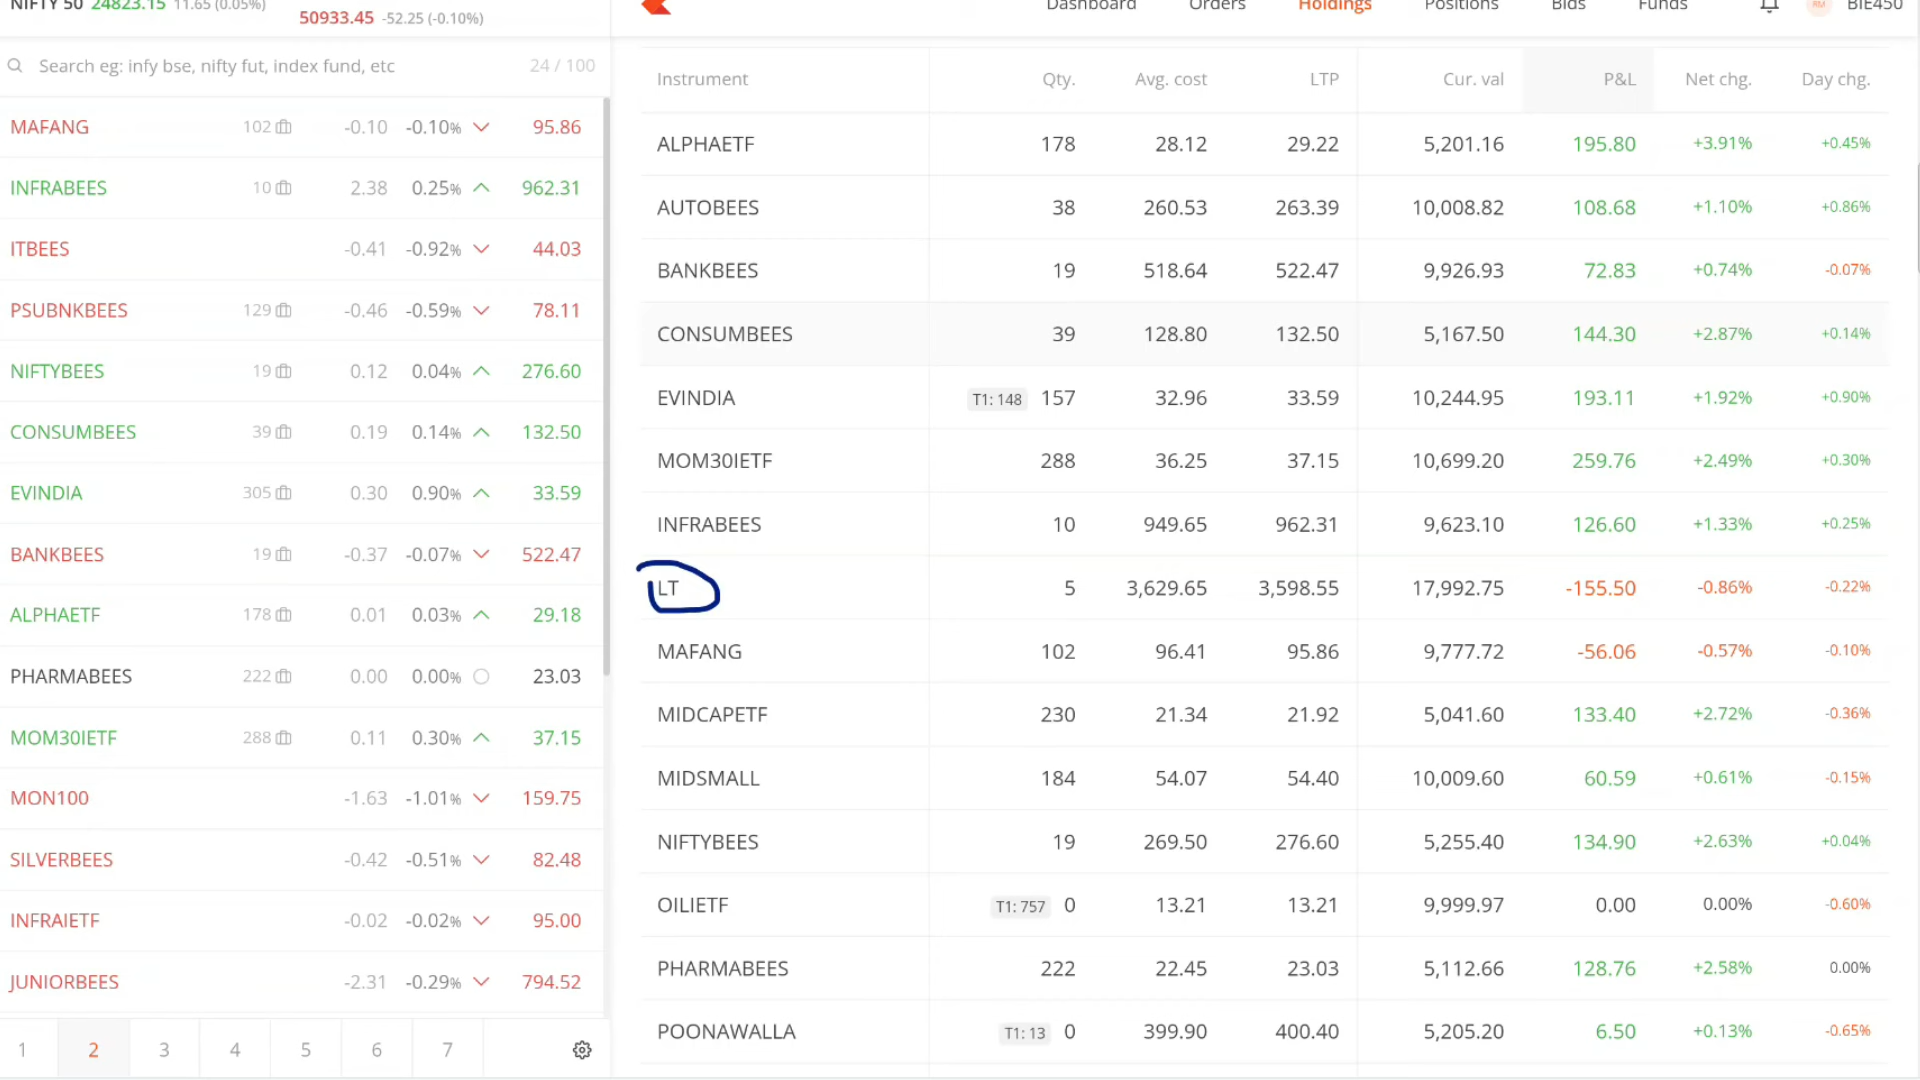 NIFTY 50 24823.15 11.65 (0.05%)
50933.45 -52.25 (-0.10%)
Dashboard Orders Holdings Positions Bids Funds RM BIE450
Search eg: infy bse, nifty fut, index fund, etc 24 / 100
MAFANG 102 -0.10 -0.10% 95.86
INFRABEES 10 2.38 0.25% 962.31
ITBEES -0.41 -0.92% 44.03
PSUBNKBEES 129 -0.46 -0.59% 78.11
NIFTYBEES 19 0.12 0.04% 276.60
CONSUMBEES 39 0.19 0.14% 132.50
EVINDIA 305 0.30 0.90% 33.59
BANKBEES 19 -0.37 -0.07% 522.47
ALPHAETF 178 0.01 0.03% 29.18
PHARMABEES 222 0.00 0.00% 23.03
MOM30IETF 288 0.11 0.30% 37.15
MON100 -1.63 -1.01% 159.75
SILVERBEES -0.42 -0.51% 82.48
INFRAIETF -0.02 -0.02% 95.00
JUNIORBEES -2.31 -0.29% 794.52
1 2 3 4 5 6 7
Instrument Qty. Avg. cost LTP Cur. val P&L Net chg. Day chg.
ALPHAETF 178 28.12 29.22 5,201.16 195.80 +3.91% +0.45%
AUTOBEES 38 260.53 263.39 10,008.82 108.68 +1.10% +0.86%
BANKBEES 19 518.64 522.47 9,926.93 72.83 +0.74% -0.07%
CONSUMBEES 39 128.80 132.50 5,167.50 144.30 +2.87% +0.14%
EVINDIA T1: 148 157 32.96 33.59 10,244.95 193.11 +1.92% +0.90%
MOM30IETF 288 36.25 37.15 10,699.20 259.76 +2.49% +0.30%
INFRABEES 10 949.65 962.31 9,623.10 126.60 +1.33% +0.25%
LT 5 3,629.65 3,598.55 17,992.75 -155.50 -0.86% -0.22%
MAFANG 102 96.41 95.86 9,777.72 -56.06 -0.57% -0.10%
MIDCAPETF 230 21.34 21.92 5,041.60 133.40 +2.72% -0.36%
MIDSMALL 184 54.07 54.40 10,009.60 60.59 +0.61% -0.15%
NIFTYBEES 19 269.50 276.60 5,255.40 134.90 +2.63% +0.04%
OILIETF T1: 757 0 13.21 13.21 9,999.97 0.00 0.00% -0.60%
PHARMABEES 222 22.45 23.03 5,112.66 128.76 +2.58% 0.00%
POONAWALLA T1: 13 0 399.90 400.40 5,205.20 6.50 +0.13% -0.65%